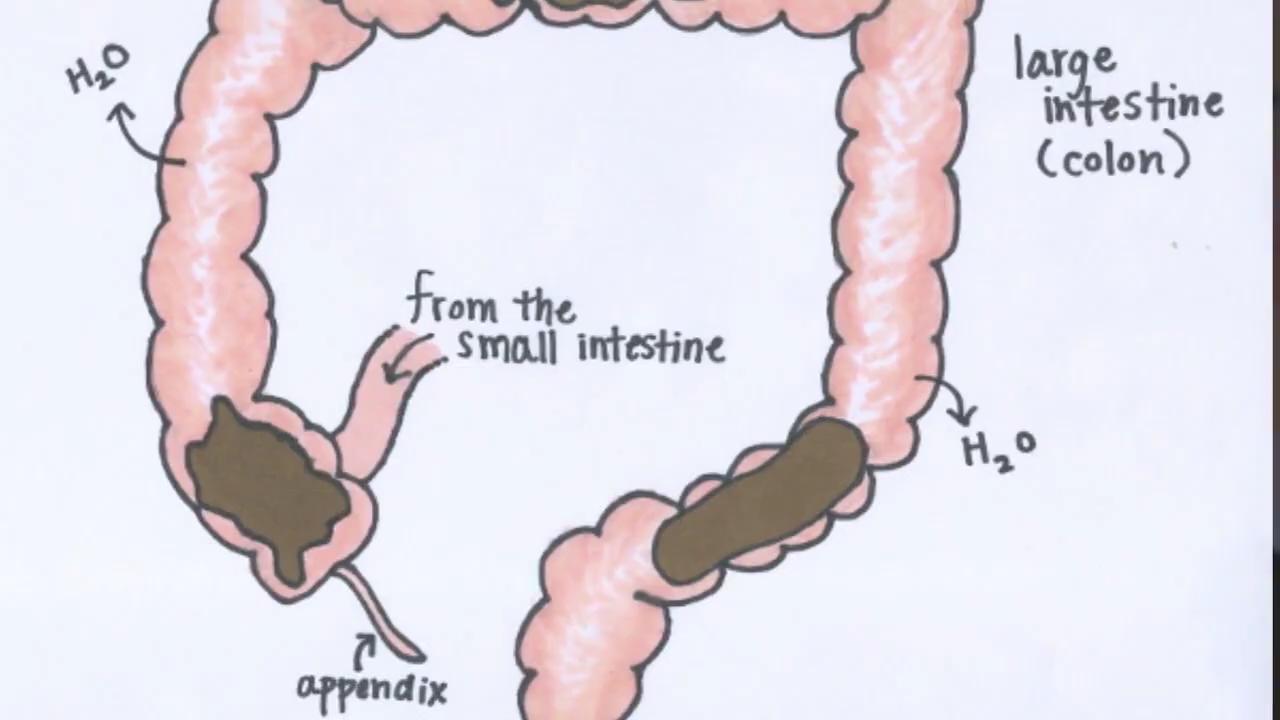 H₂O
large
intestine
(colon)
from the
small intestine
H₂O
appendix